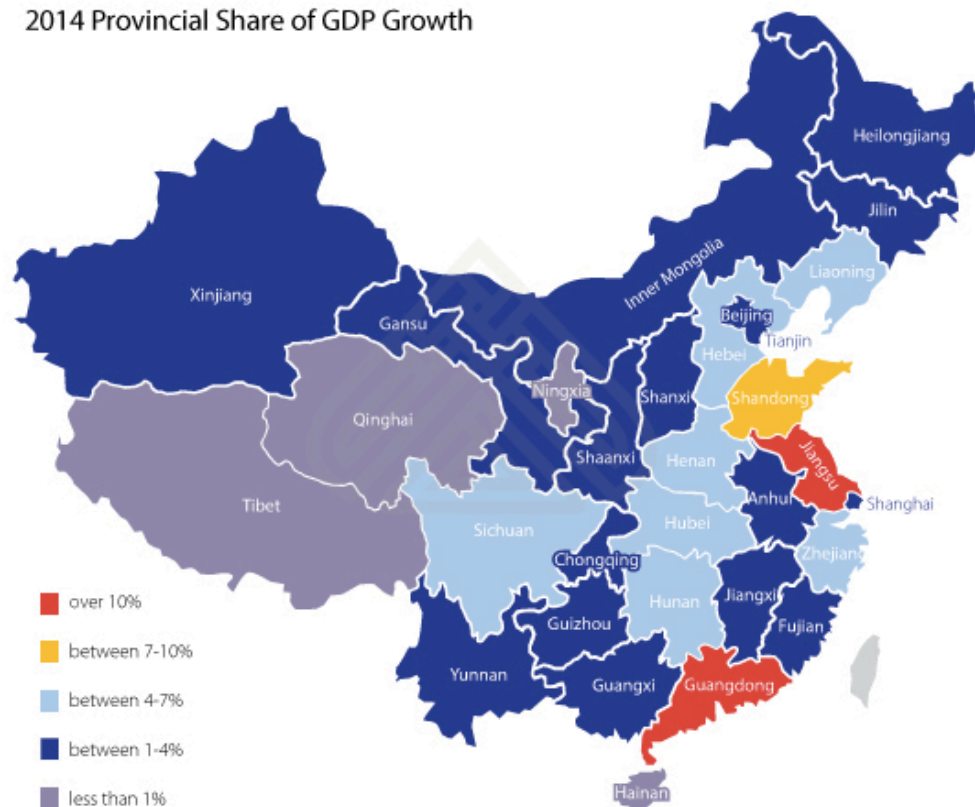 2014 Provincial Share of GDP Growth
Heilongjiang
Jilin
Liaoning
Inner Mongolia
Xinjiang
Gansu
Beijing
Tianjin
Hebei
Ningxia
Shanxi
Shandong
Qinghai
Shaanxi
Henan
Jiangsu
Tibet
Anhui
Shanghai
Sichuan
Hubei
Zhejian
Chongqing
Hunan
Jiangxi
Fujian
Guizhou
Yunnan
Guangxi
Guangdong
Hainan
over 10%
between 7-10%
between 4-7%
between 1-4%
less than 1%